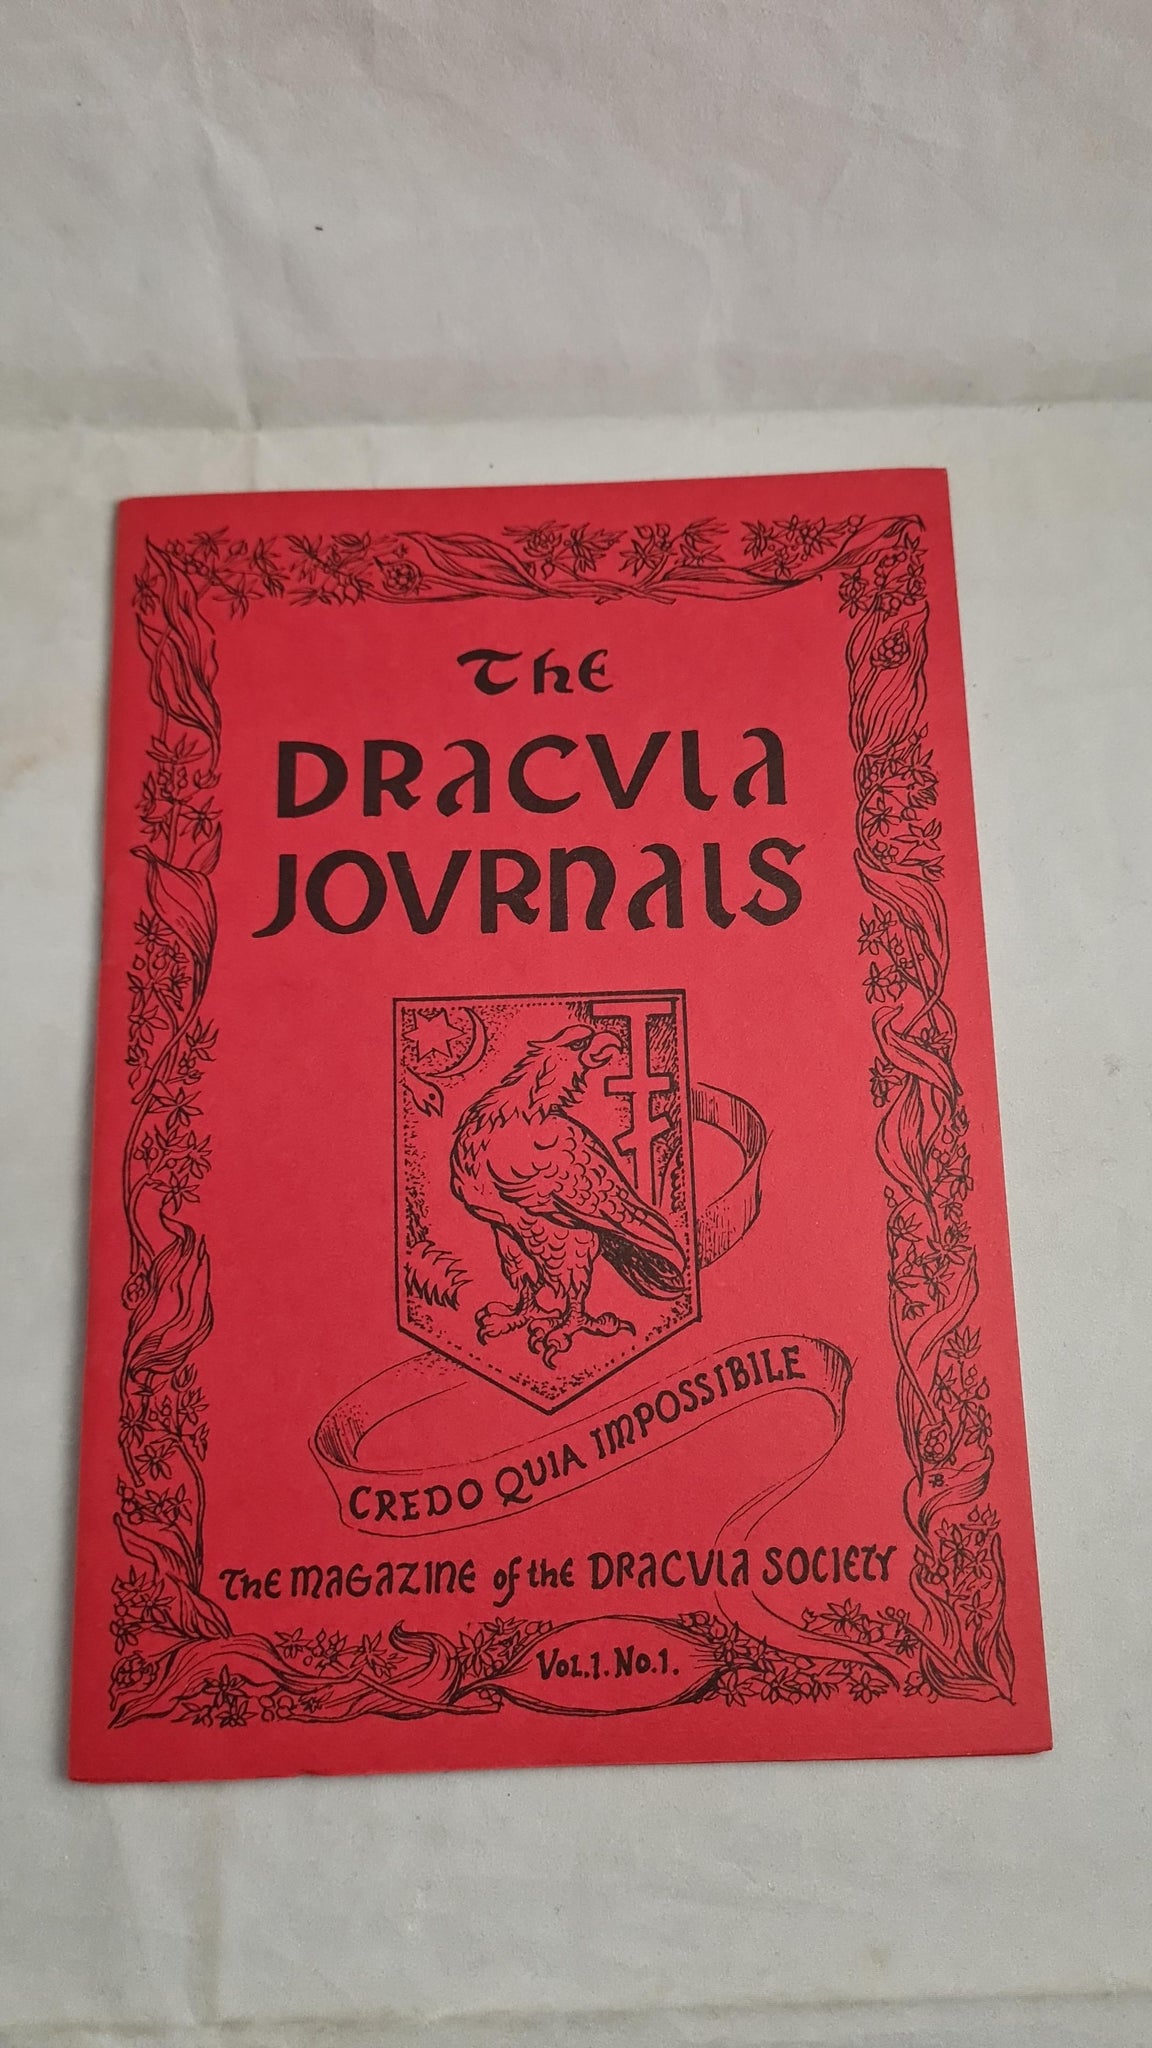 The
DRACVLA
JOVRNALS
CREDO QUIA IMPOSSIBILE
The MAGAZINE of the DRACVLA SOCIETY
VOL.1. No.1.